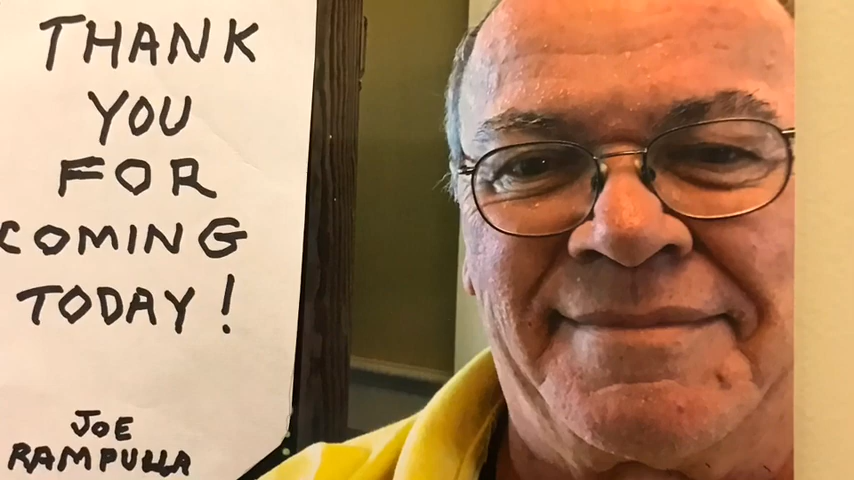 THANK
YOU
FOR
COMING
TODAY!
JOE
RAMPULLA